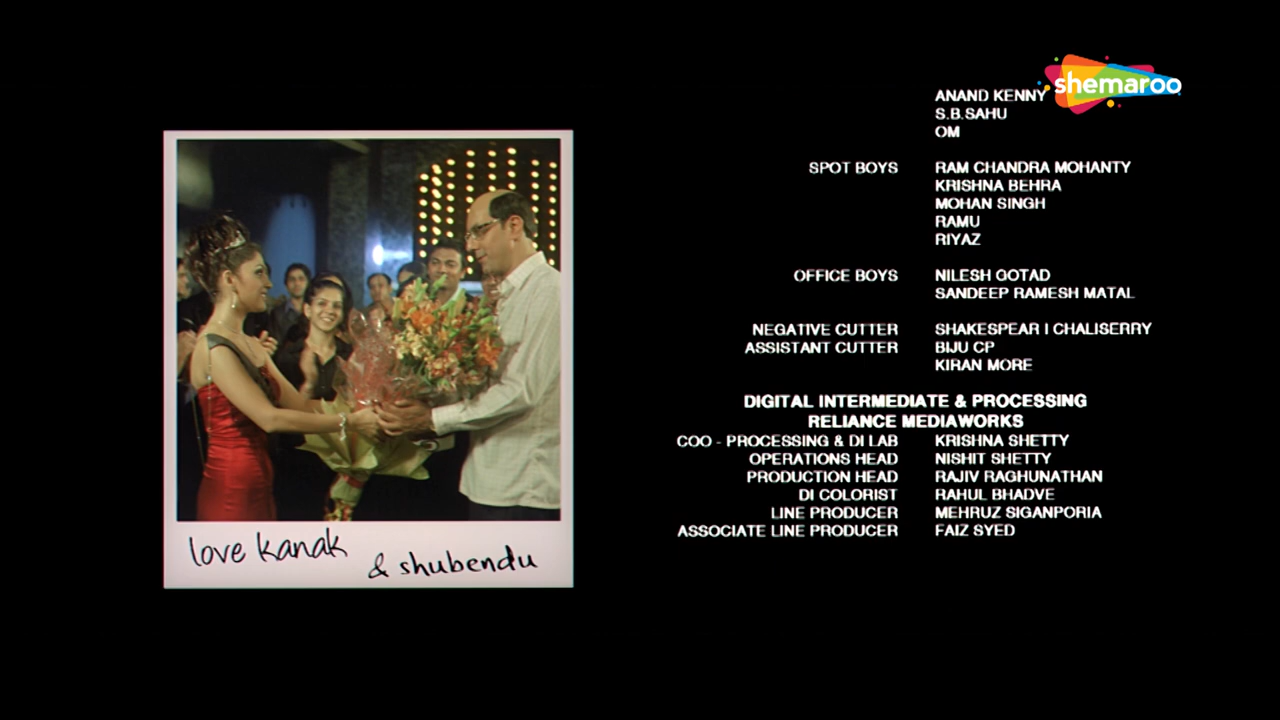 shemaroo
ANAND KENNY
S.B.SAHU
OM
SPOT BOYS RAM CHANDRA MOHANTY
KRISHNA BEHRA
MOHAN SINGH
RAMU
RIYAZ
OFFICE BOYS NILESH GOTAD
SANDEEP RAMESH MATAL
NEGATIVE CUTTER SHAKESPEAR I CHALISERRY
ASSISTANT CUTTER BIJU CP
KIRAN MORE
DIGITAL INTERMEDIATE & PROCESSING
RELIANCE MEDIAWORKS
COO - PROCESSING & DI LAB KRISHNA SHETTY
OPERATIONS HEAD NISHIT SHETTY
PRODUCTION HEAD RAJIV RAGHUNATHAN
DI COLORIST RAHUL BHADVE
LINE PRODUCER MEHRUZ SIGANPORIA
ASSOCIATE LINE PRODUCER FAIZ SYED
love kanak
& shubendu